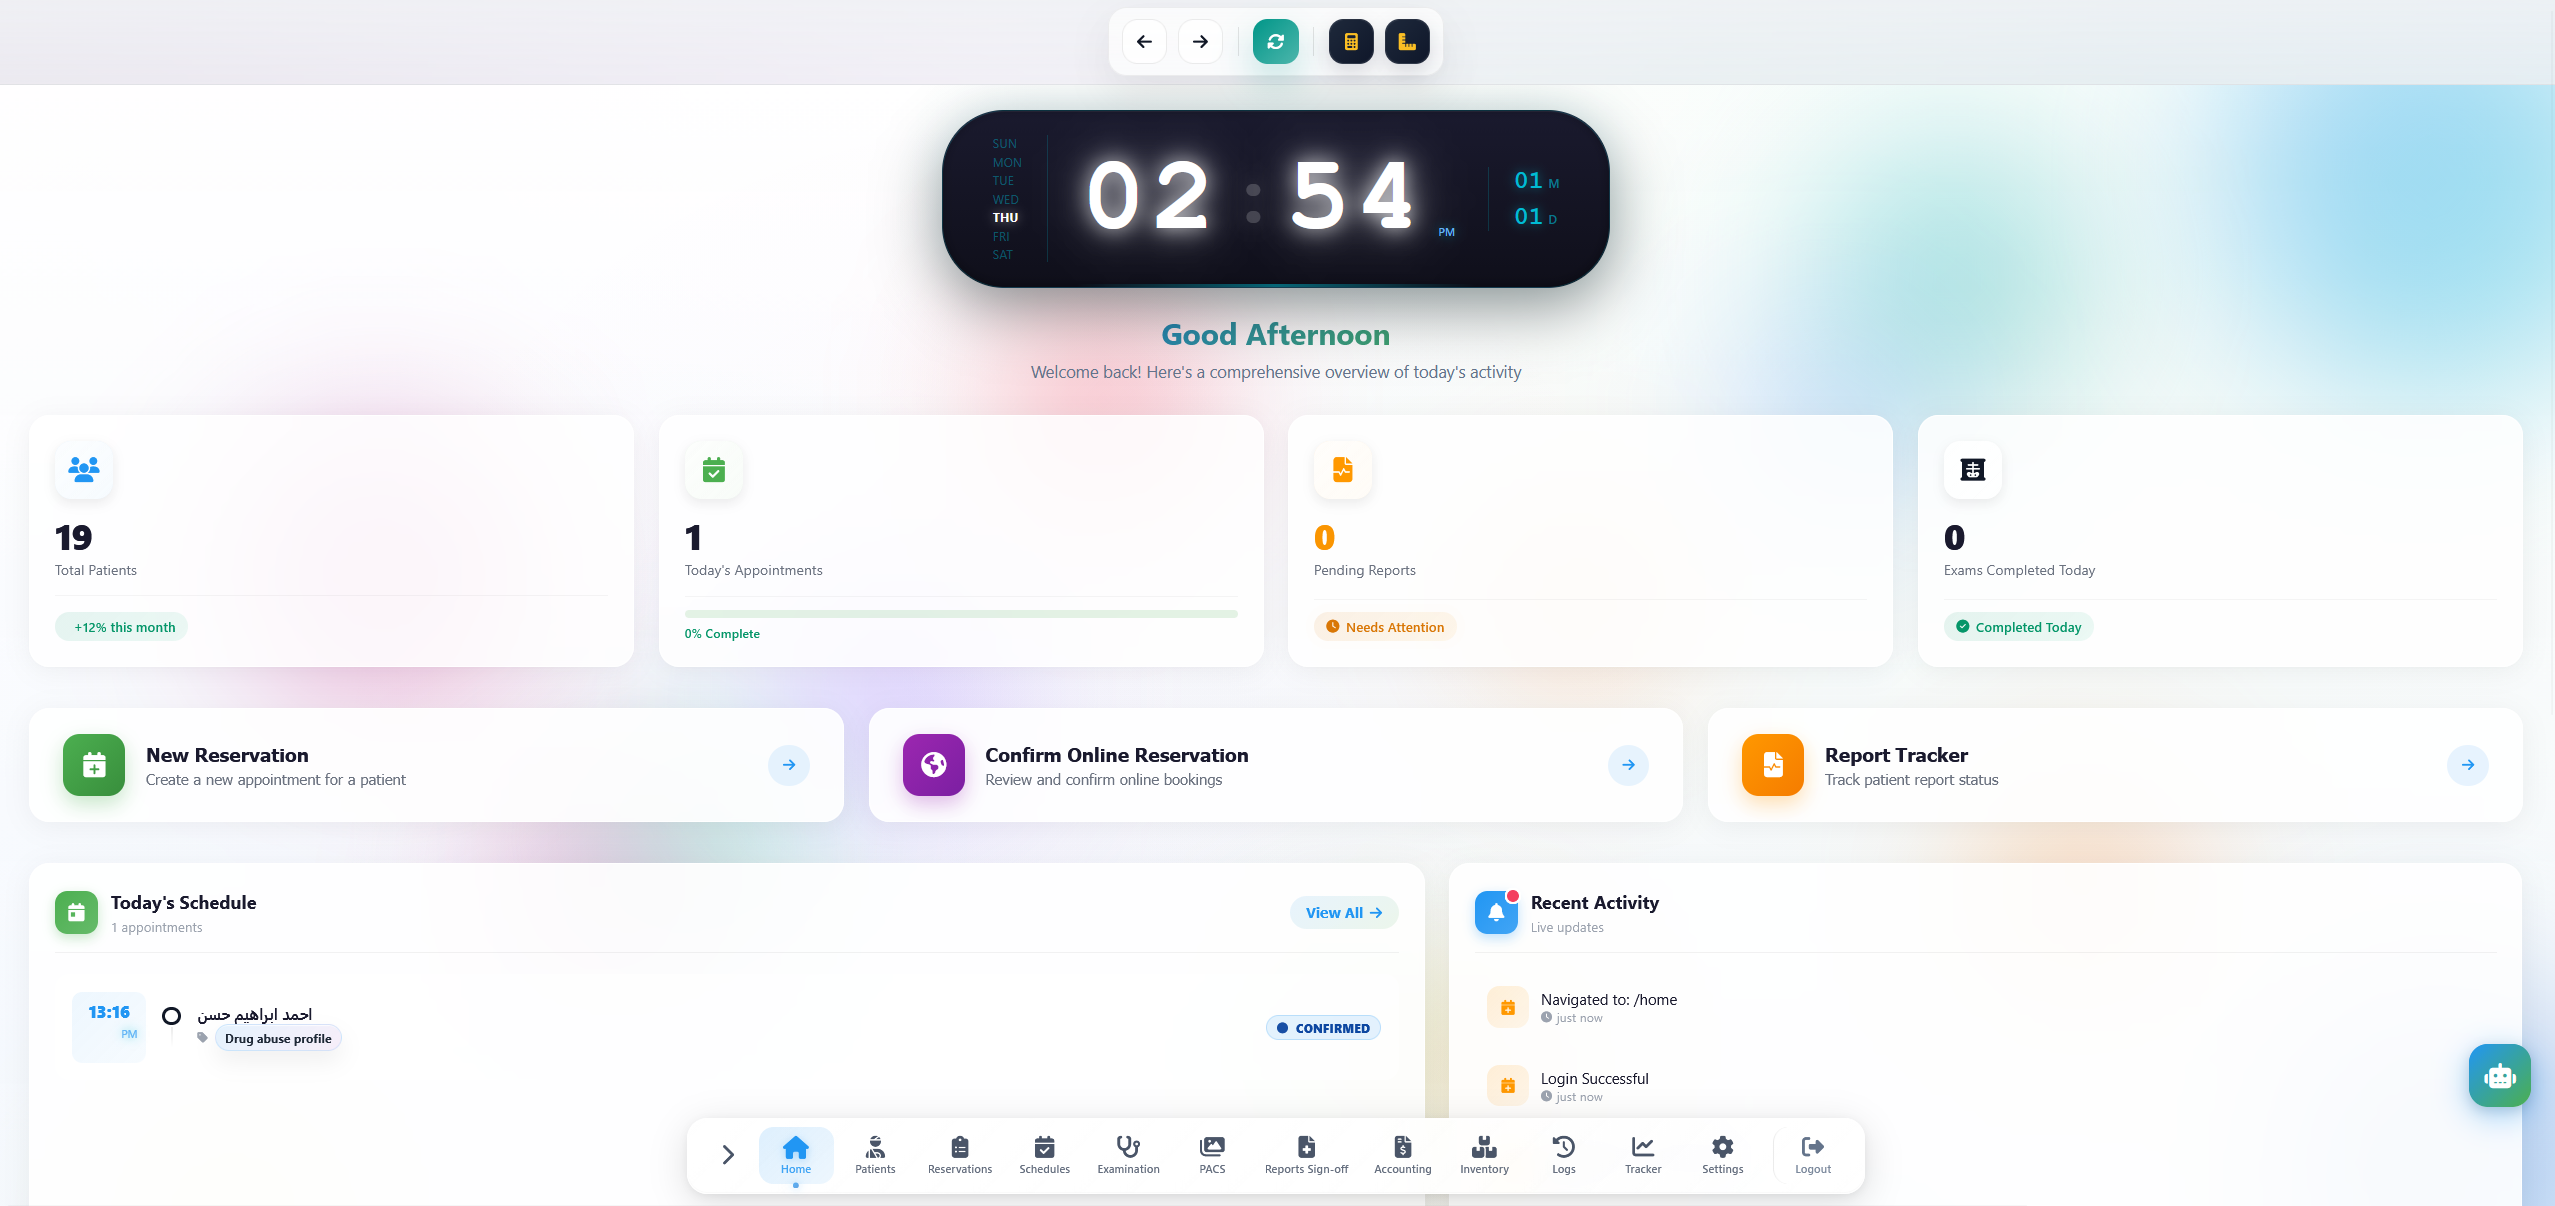 SUN
MON
TUE
WED
THU
FRI
SAT
02:54 PM
01 M
01 D
Good Afternoon
Welcome back! Here's a comprehensive overview of today's activity
19
Total Patients
+12% this month
1
Today's Appointments
0% Complete
0
Pending Reports
Needs Attention
0
Exams Completed Today
Completed Today
New Reservation
Create a new appointment for a patient
Confirm Online Reservation
Review and confirm online bookings
Report Tracker
Track patient report status
Today's Schedule
1 appointments
View All
13:16
PM
احمد ابراهيم حسن
Drug abuse profile
CONFIRMED
Recent Activity
Live updates
Navigated to: /home
just now
Login Successful
just now
Home
Patients
Reservations
Schedules
Examination
PACS
Reports Sign-off
Accounting
Inventory
Logs
Tracker
Settings
Logout